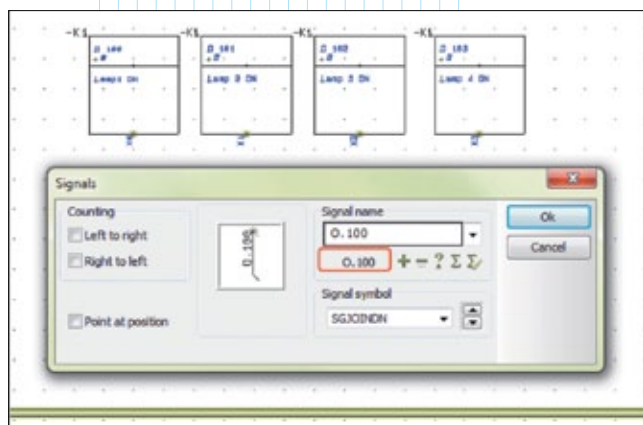 -K1 -K1 -K1 -K1
Lamp 2 ON Lamp 3 ON Lamp 4 ON
Signals
Counting
Left to right
Right to left
Point at position
O.100
Signal name
O.100
O.100
Signal symbol
SGJOINDN
Ok
Cancel